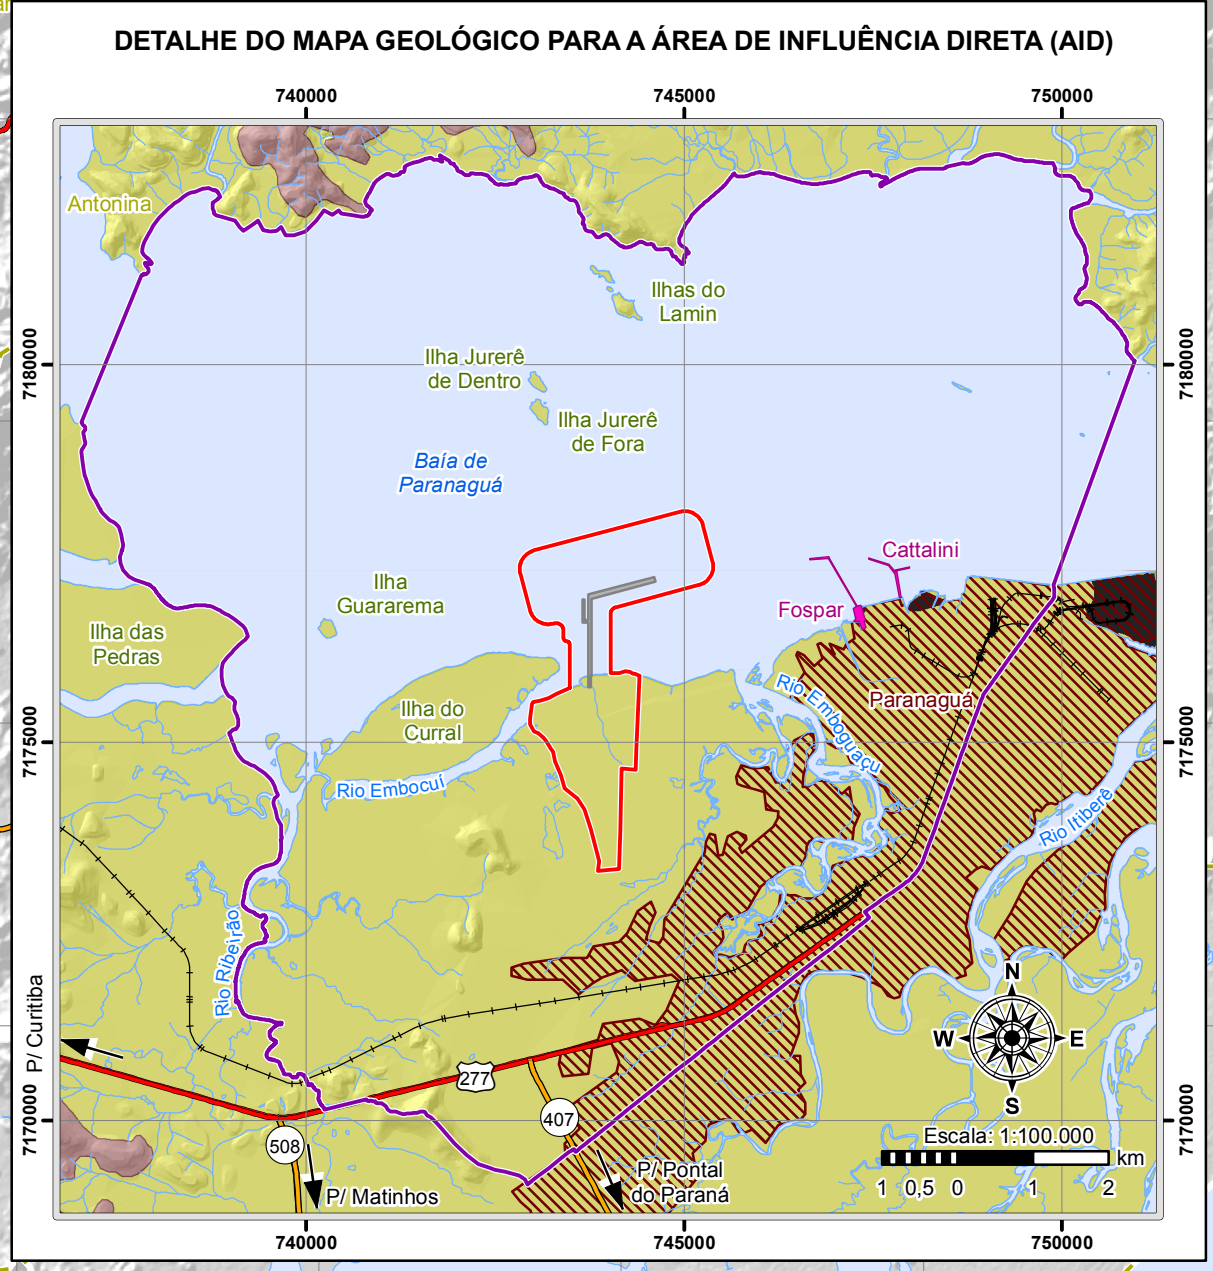 DETALHE DO MAPA GEOLÓGICO PARA A ÁREA DE INFLUÊNCIA DIRETA (AID)
740000
745000
750000
Antonina
Ilhas do
Lamin
7180000
7180000
Ilha Jurerê
de Dentro
Ilha Jurerê
de Fora
Baía de
Paranaguá
Cattalini
Ilha
Guararema
Fospar
Ilha das
Pedras
Paranaguá
Rio Emboguaçu
Ilha do
Curral
7175000
7175000
Rio Embocuí
Rio Itiberê
Rio Ribeirão
P/ Curitiba
N
W
E
S
277
407
508
7170000
7170000
Escala: 1:100.000
km
1 0,5 0 1 2
P/ Pontal
do Paraná
P/ Matinhos
740000
745000
750000